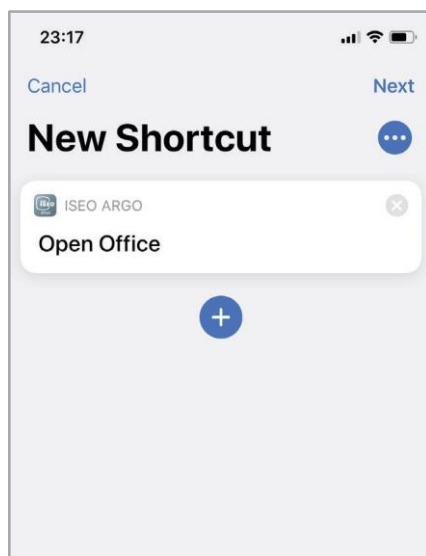 23:17
Cancel Next
New Shortcut
ISEO ARGO
Open Office